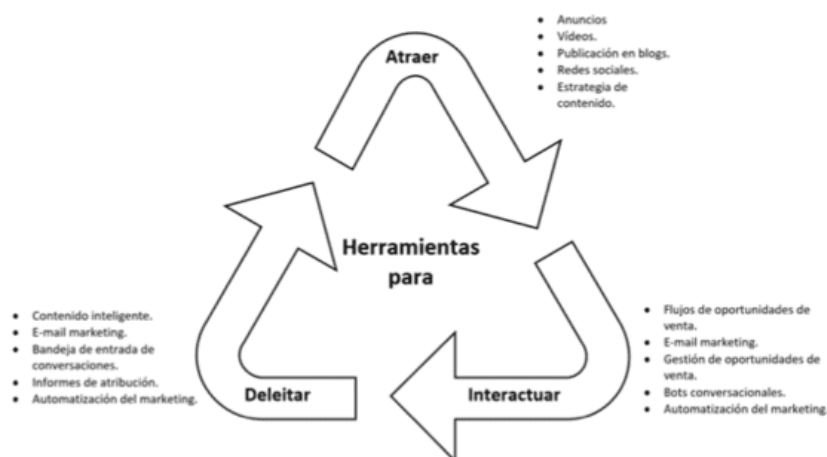 Atraer
• Anuncios
• Vídeos.
• Publicación en blogs.
• Redes sociales.
• Estrategia de
contenido.
Herramientas
para
• Flujos de oportunidades de
venta.
• E-mail marketing.
• Gestión de oportunidades de
venta.
• Bots conversacionales.
• Automatización del marketing
Interactuar
Deleitar
• Contenido inteligente.
• E-mail marketing.
• Bandeja de entrada de
conversaciones.
• Informes de atribución.
• Automatización del marketing.